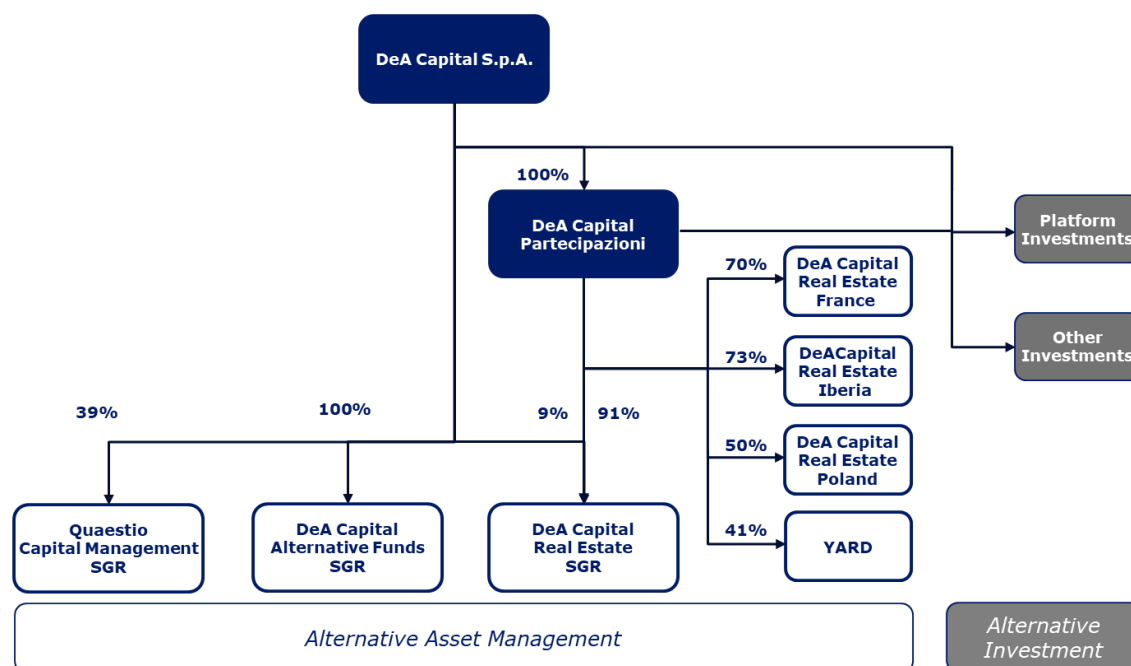 DeA Capital S.p.A.
100%
DeA Capital
Partecipazioni
Platform
Investments
70%
DeA Capital
Real Estate
France
Other
Investments
73%
DeACapital
Real Estate
Iberia
39%
100%
9%
91%
50%
DeA Capital
Real Estate
Poland
Quaestio
Capital Management
SGR
DeA Capital
Alternative Funds
SGR
DeA Capital
Real Estate
SGR
41%
YARD
Alternative Asset Management
Alternative
Investment